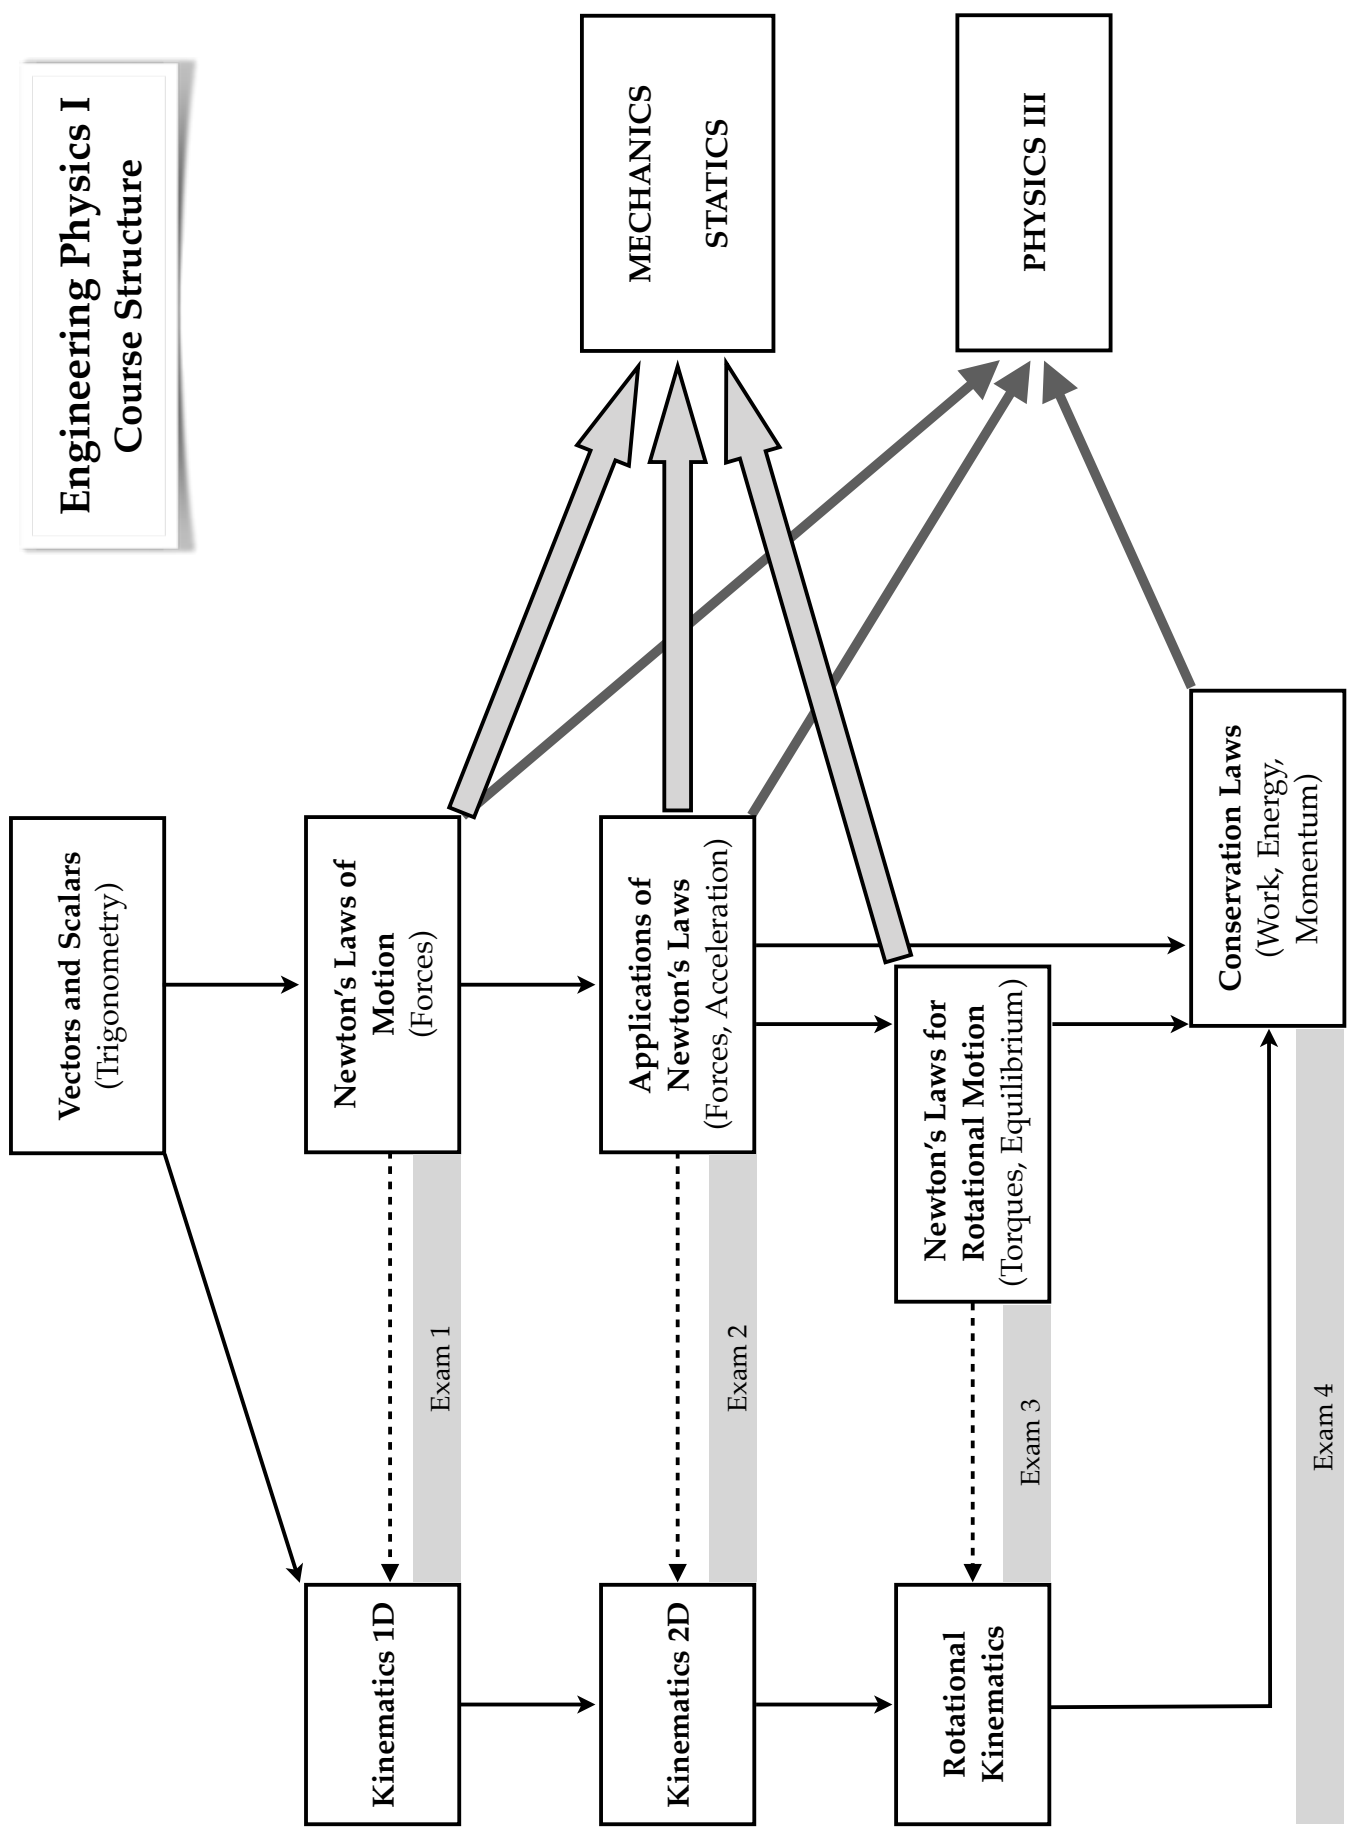 Engineering Physics I
Course Structure
Vectors and Scalars
(Trigonometry)
Kinematics 1D
Newton's Laws of
Motion
(Forces)
Exam 1
MECHANICS
STATICS
Kinematics 2D
Applications of
Newton's Laws
(Forces, Acceleration)
Exam 2
Rotational
Kinematics
Newton's Laws for
Rotational Motion
(Torques, Equilibrium)
Exam 3
PHYSICS III
Conservation Laws
(Work, Energy,
Momentum)
Exam 4